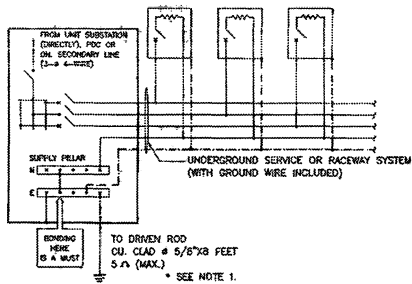 FROM UNIT SUBSTATION
(DIRECTLY), PDC OR
ON. SECONDARY LINE
(3-Ø 4-WIRE)
SUPPLY PILLAR
N
E
UNDERGROUND SERVICE OR RACEWAY SYSTEM
(WITH GROUND WIRE INCLUDED)
BONDING
HERE
IS A MUST
TO DRIVEN ROD
CU. CLAD Ø 5/8"X8 FEET
5 Ω (MAX.)
* SEE NOTE 1.